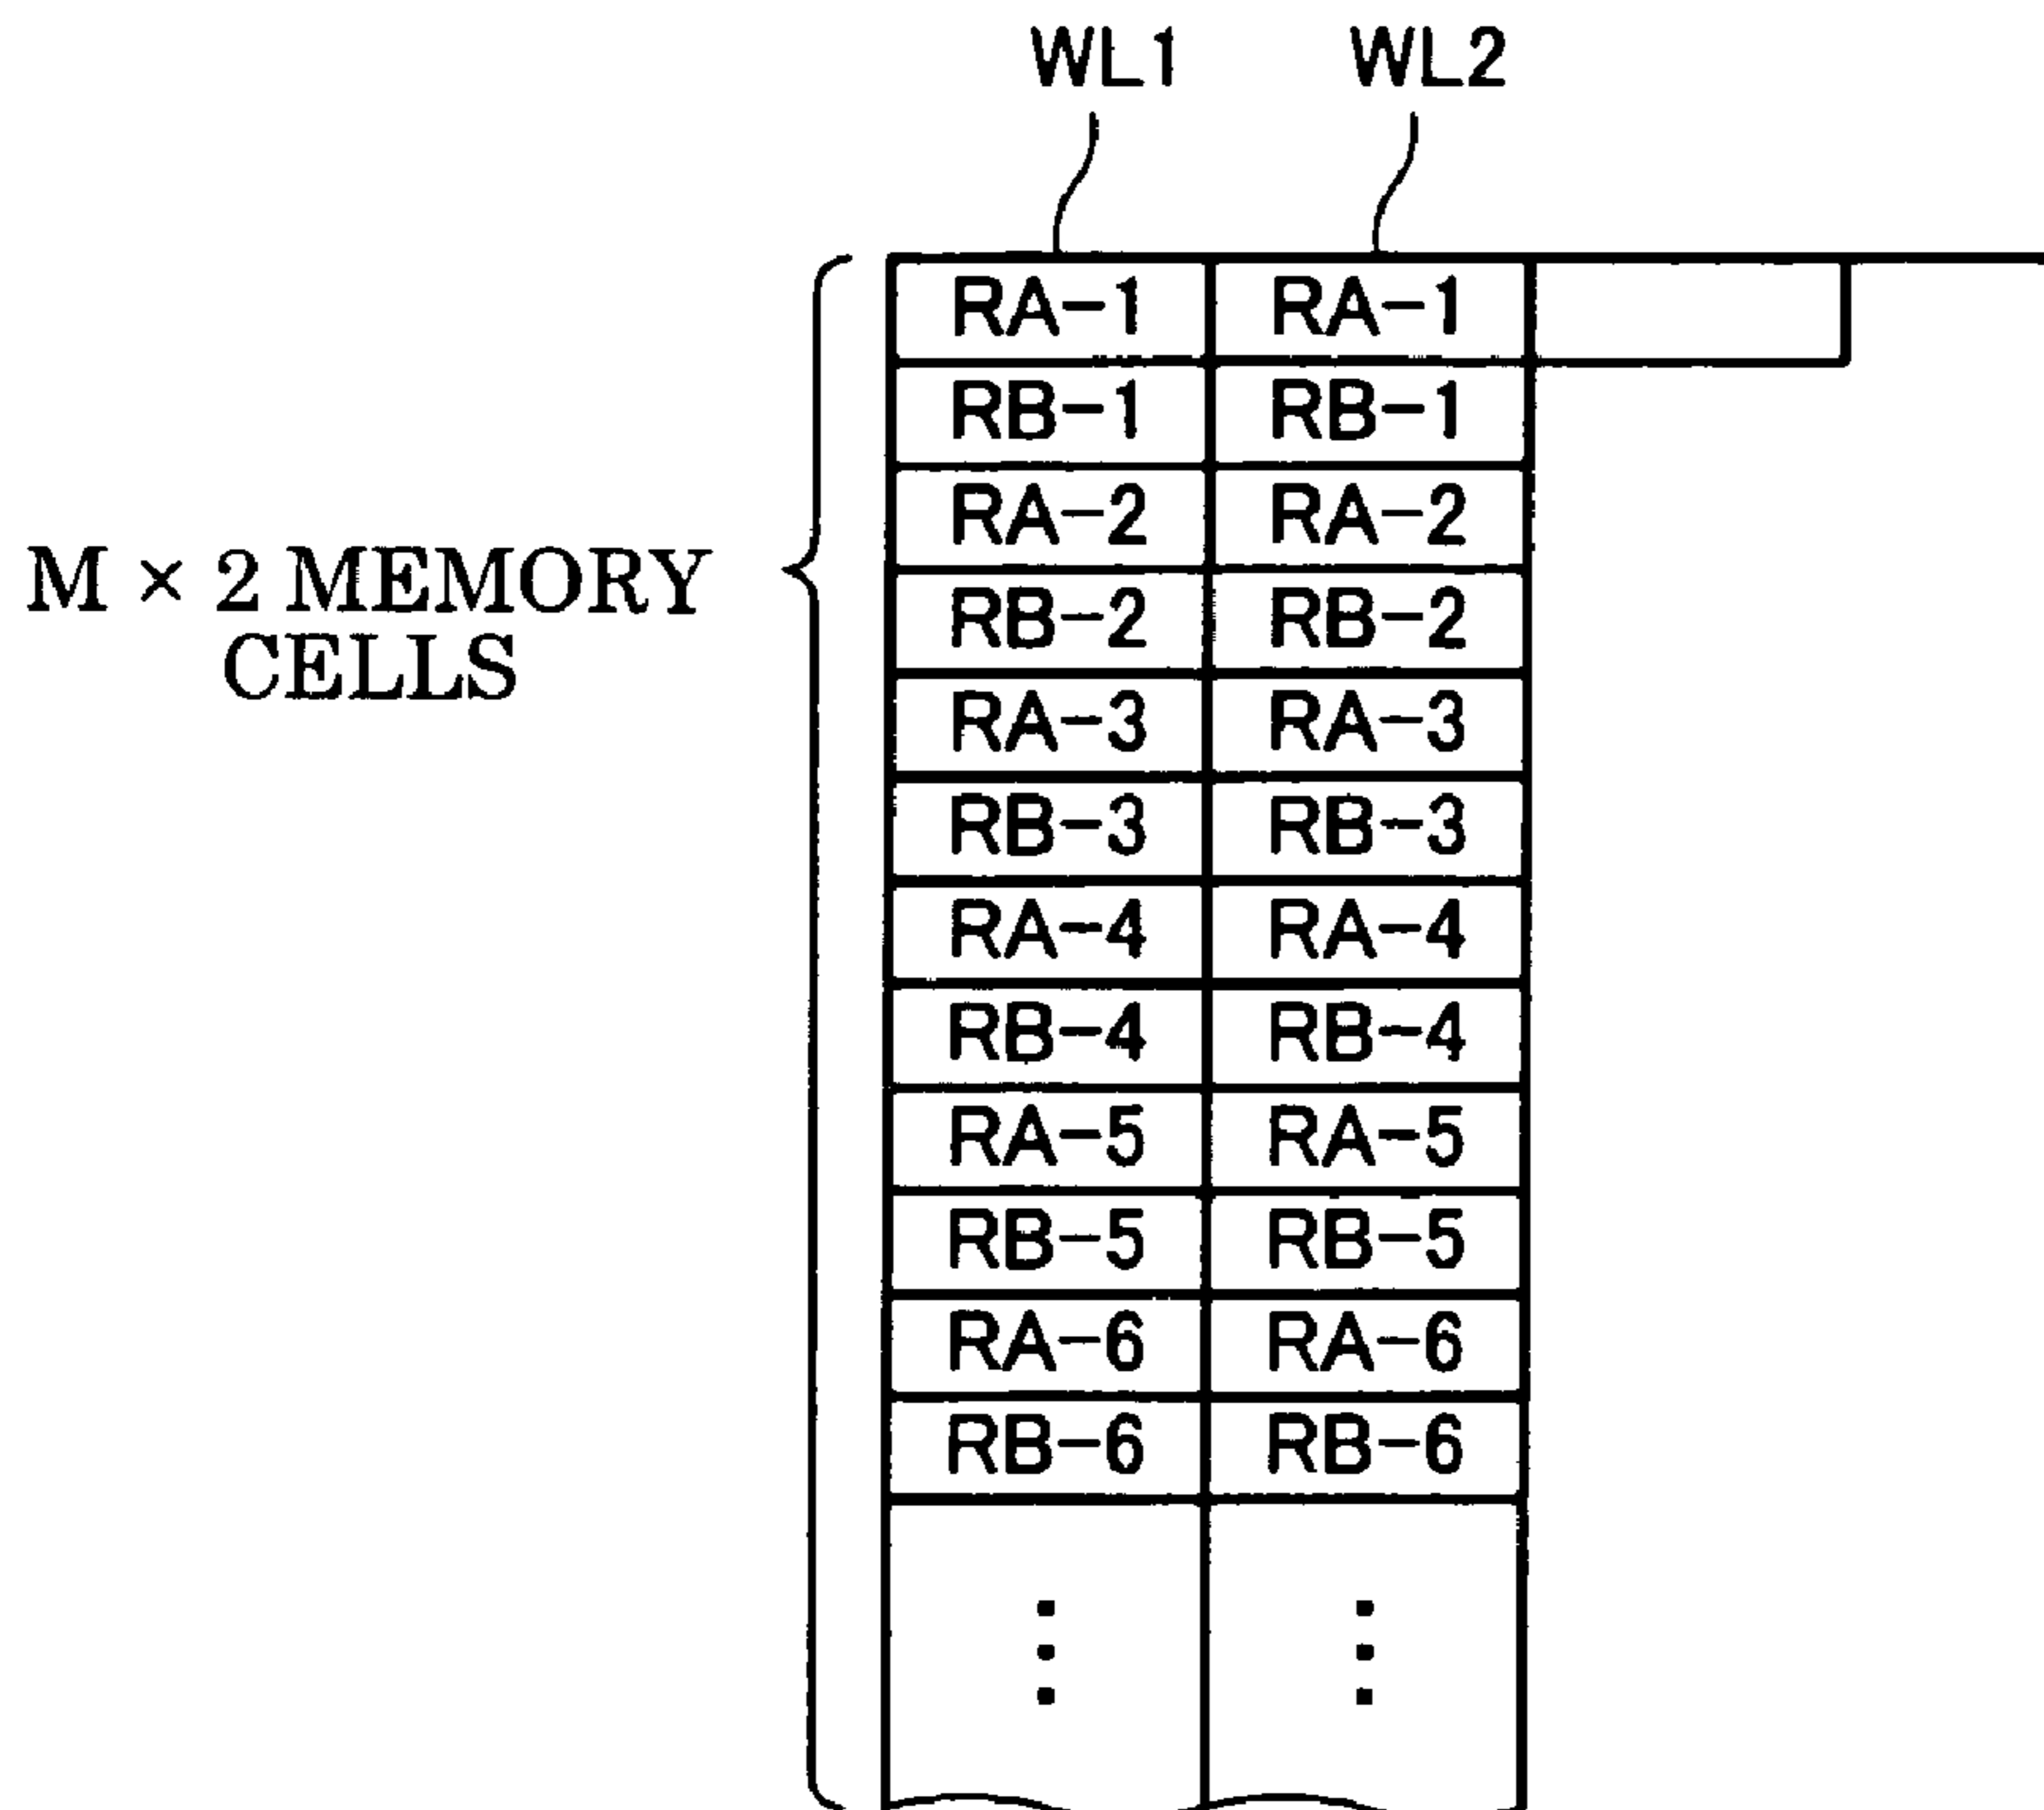 WL1 WL2
RA-1 RA-1
RB-1 RB-1
RA-2 RA-2
RB-2 RB-2
M × 2 MEMORY
CELLS
RA-3 RA-3
RB-3 RB-3
RA-4 RA-4
RB-4 RB-4
RA-5 RA-5
RB-5 RB-5
RA-6 RA-6
RB-6 RB-6